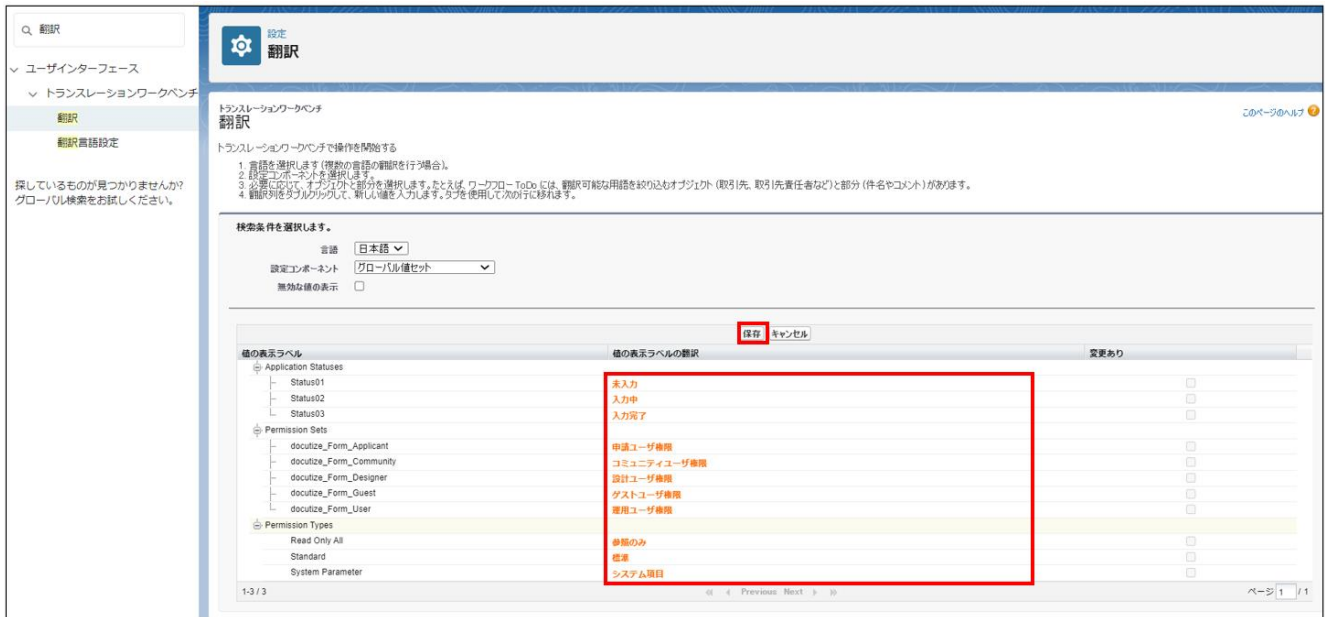 翻訳
ユーザインターフェース
トランスレーションワークベンチ
翻訳
翻訳言語設定
探しているものが見つかりませんか?
グローバル検索をお試しください。
設定
翻訳
トランスレーションワークベンチ
翻訳
このページのヘルプ
トランスレーションワークベンチで操作を開始する
1. 言語を選択します (複数の言語の翻訳を行う場合)。
2. 設定コンポーネントを選択します。
3. 必要に応じて、オブジェクトと部分を選択します。たとえば、ワークフロー ToDo には、翻訳可能な用語を絞り込むオブジェクト (取引先、取引先責任者など) と部分 (件名やコメント) があります。
4. 翻訳列をダブルクリックして、新しい値を入力します。タブを使用して次の行に移れます。
検索条件を選択します。
言語 日本語
設定コンポーネント グローバル値セット
無効な値の表示
保存 キャンセル
値の表示ラベル 値の表示ラベルの翻訳 変更あり
Application Statuses
Status01 未入力
Status02 入力中
Status03 入力完了
Permission Sets
docutize_Form_Applicant 申請ユーザ権限
docutize_Form_Community コミュニティユーザ権限
docutize_Form_Designer 設計ユーザ権限
docutize_Form_Guest ゲストユーザ権限
docutize_Form_User 運用ユーザ権限
Permission Types
Read Only All 参照のみ
Standard 標準
System Parameter システム項目
1-3 / 3 Previous Next ページ 1 / 1